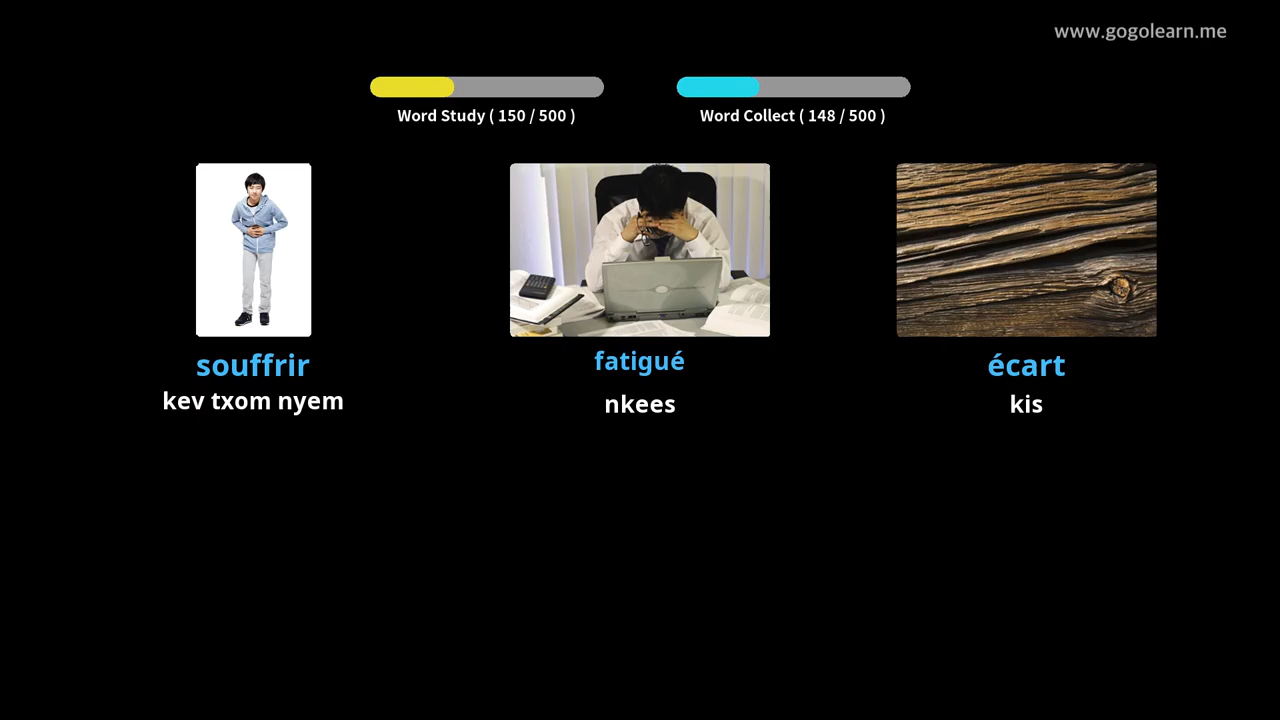 www.gogolearn.me
Word Study ( 150 / 500 )
Word Collect ( 148 / 500 )
souffrir
kev txom nyem
fatigué
nkees
écart
kis